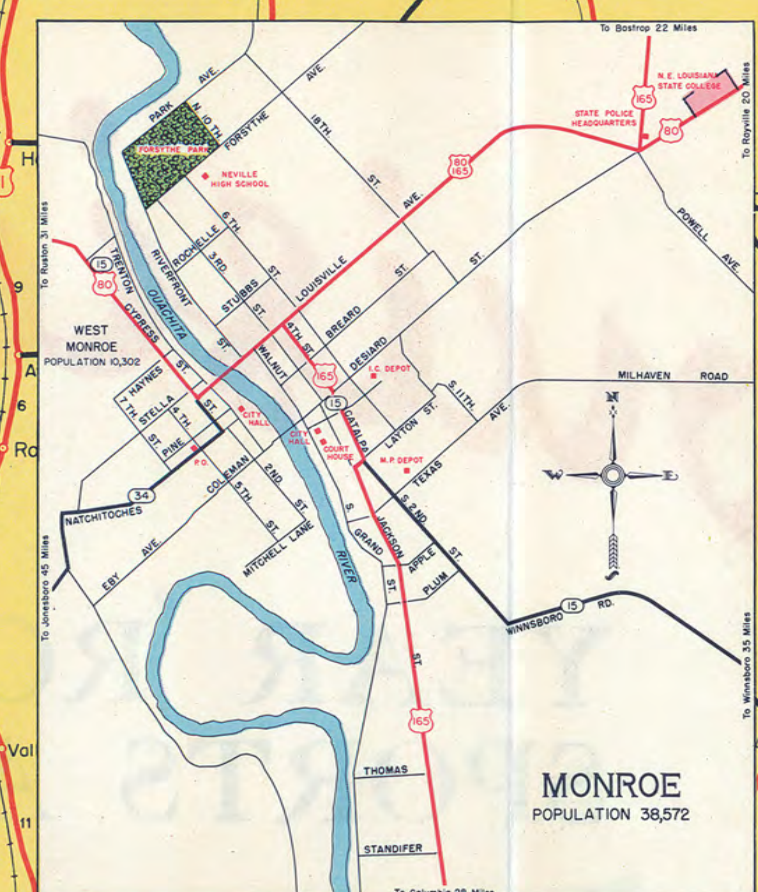 To Bastrop 22 Miles
N.E. LOUISIANA
STATE COLLEGE
165
STATE POLICE
HEADQUARTERS
80
To Rayville 20 Miles
PARK AVE.
N. 10TH
FORSYTHE AVE.
18TH ST.
FORSYTHE PARK
NEVILLE
HIGH SCHOOL
80
165
LOUISVILLE AVE.
POWELL AVE.
6TH ST.
3RD ST.
ROCHELLE
STUBBS
RIVERFRONT ST.
TRENTON
OUACHITA RIVER
To Ruston 31 Miles
15
80
CYPRESS ST.
WEST
MONROE
POPULATION 10,302
BREARD ST.
DESIARD ST.
4TH ST.
WALNUT
165
I.C. DEPOT
15
CATALPA
LAYTON ST.
S 11TH.
TEXAS AVE.
MILHAVEN ROAD
HAYNES
STELLA
7TH. ST.
4TH ST.
PINE
P.O.
CITY
HALL
CITY
HALL
COURT
HOUSE
M.P. DEPOT
N
W
E
S
COLEMAN
2ND ST.
5TH ST.
34
NATCHITOCHES
MITCHELL LANE
EBY AVE.
To Jonesboro 45 Miles
S. GRAND ST.
JACKSON ST.
S. 2ND ST.
APPLE
PLUM
WINNSBORO RD.
15
To Winnsboro 35 Miles
165
THOMAS
STANDIFER
MONROE
POPULATION 38,572
9
6
11
Val